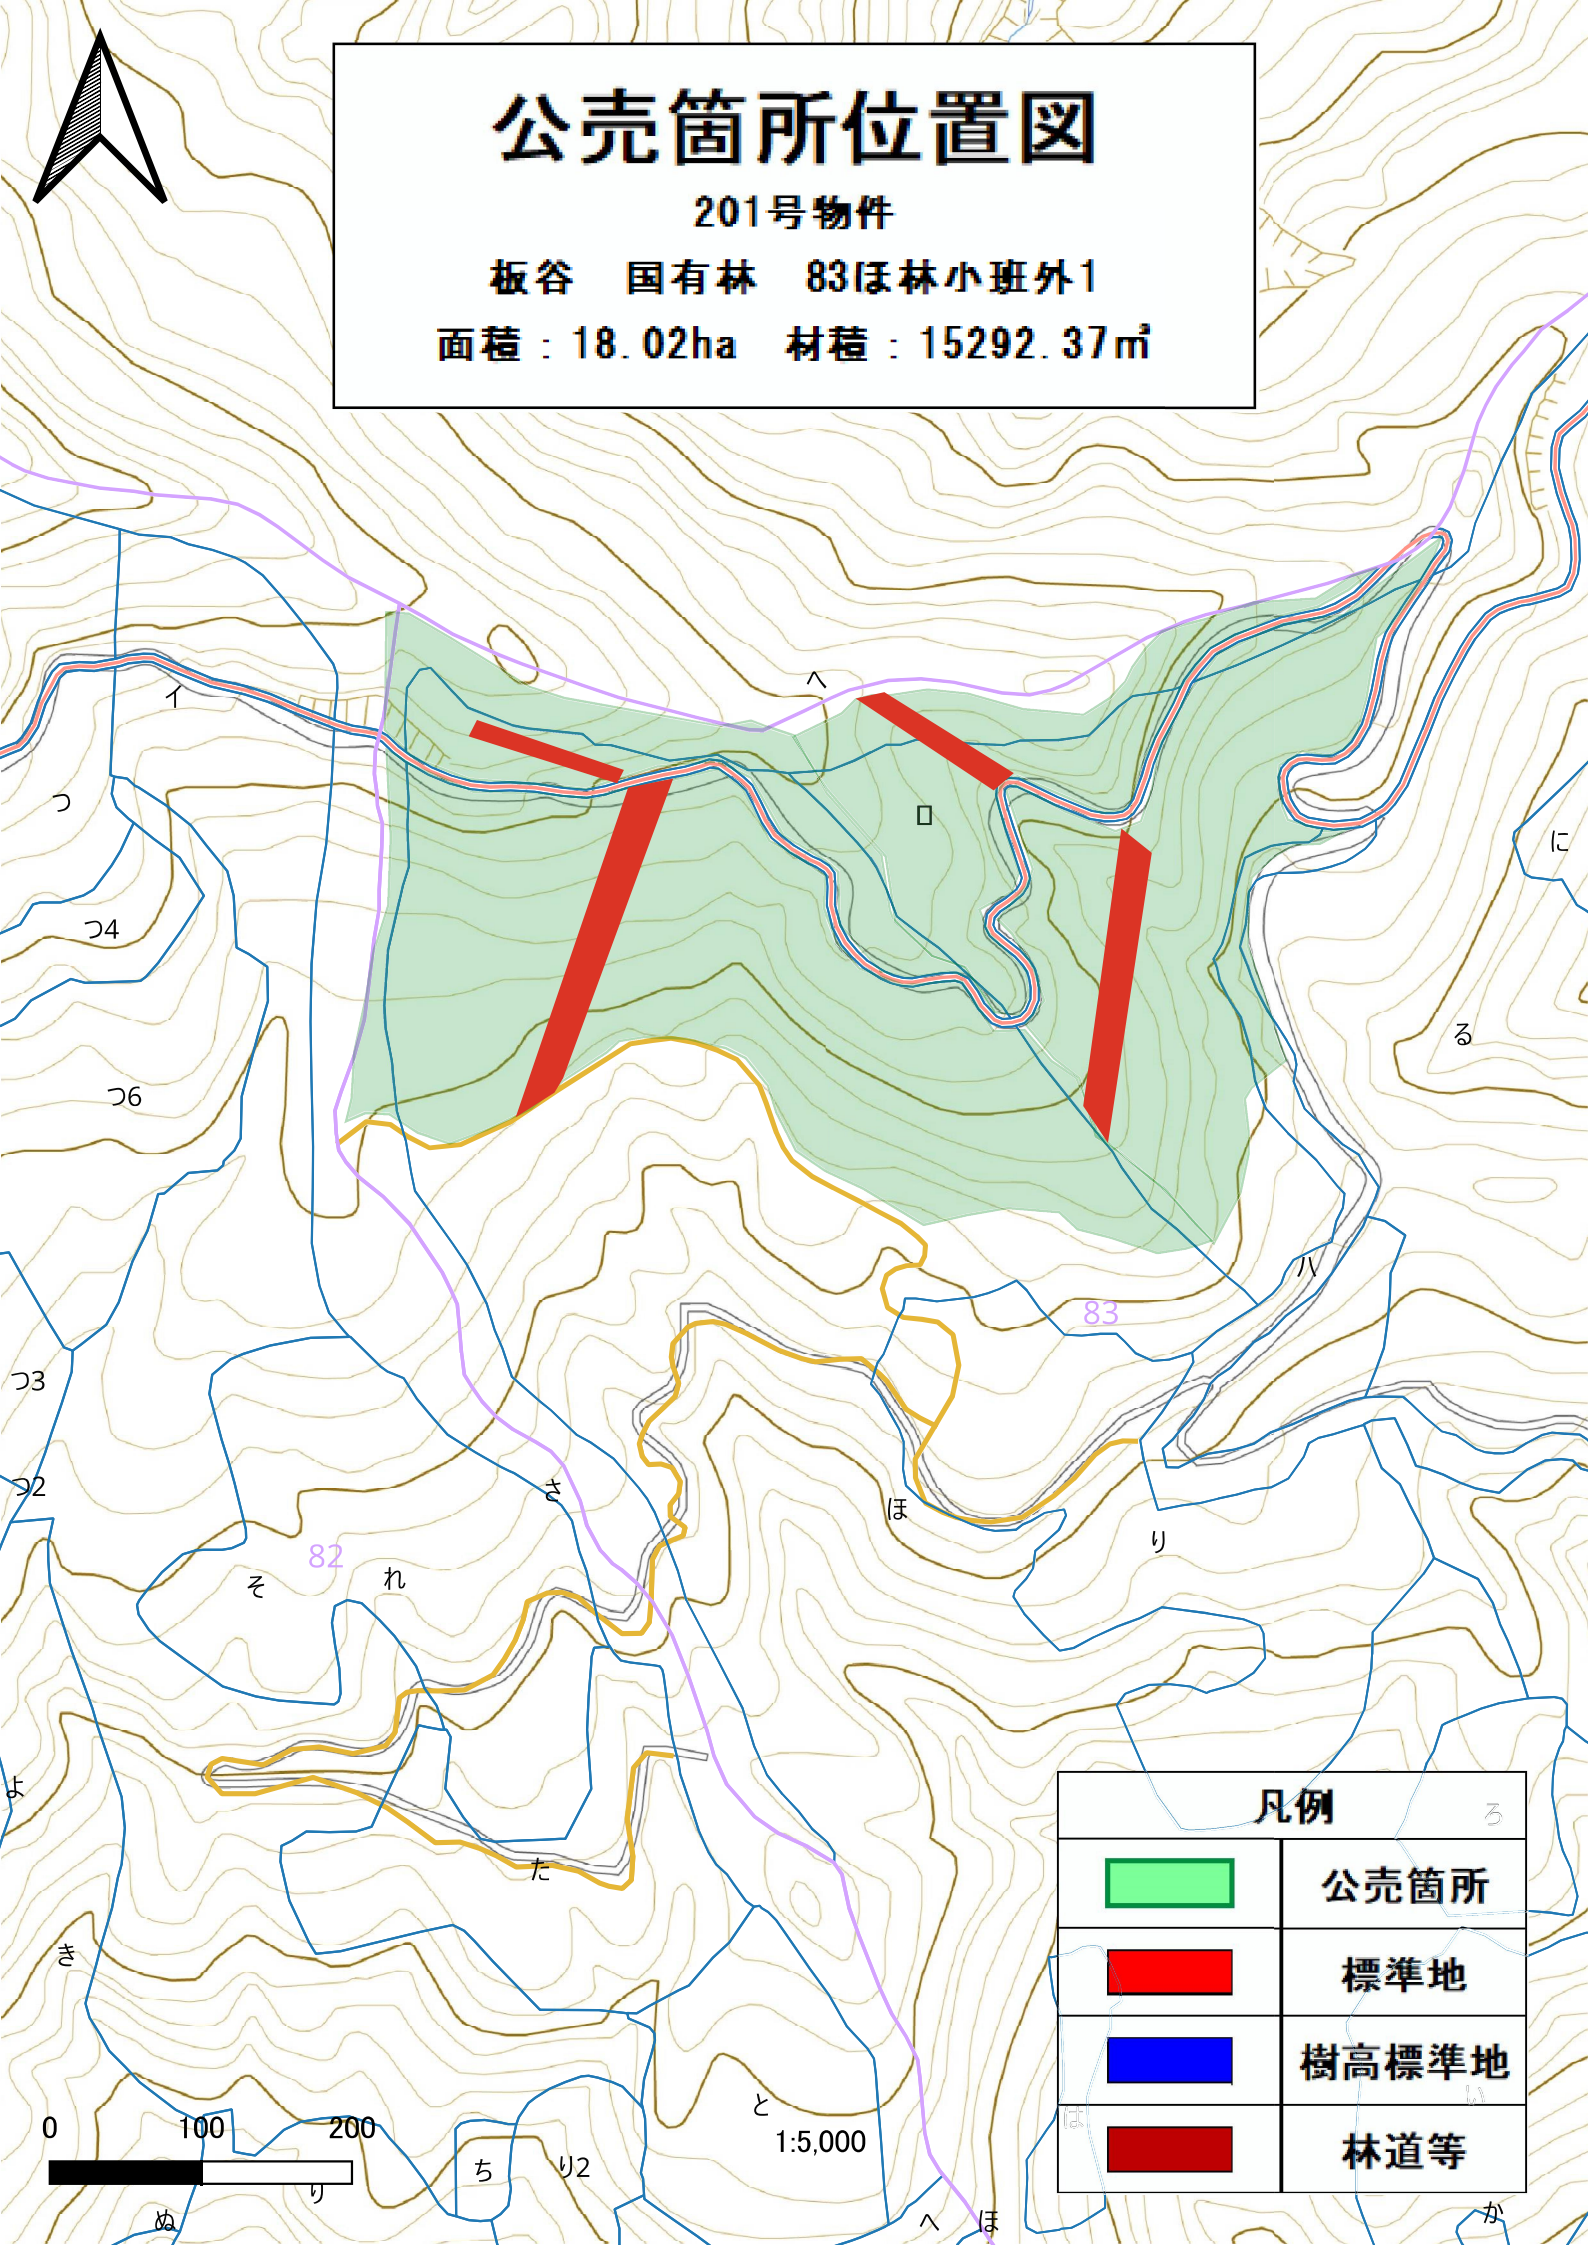 公売箇所位置図
201号物件
板谷　国有林　83ほ林小班外1
面積：18.02ha　材積：15292.37㎥
へ
イ
つ
ロ
に
つ4
る
つ6
ハ
83
つ3
つ2
さ
ほ
り
82
そ
れ
よ
凡例
ろ
公売箇所
た
き
標準地
樹高標準地
い
と
は
0 100 200
1:5,000
林道等
ち
り2
り
ぬ
へ
ほ
か